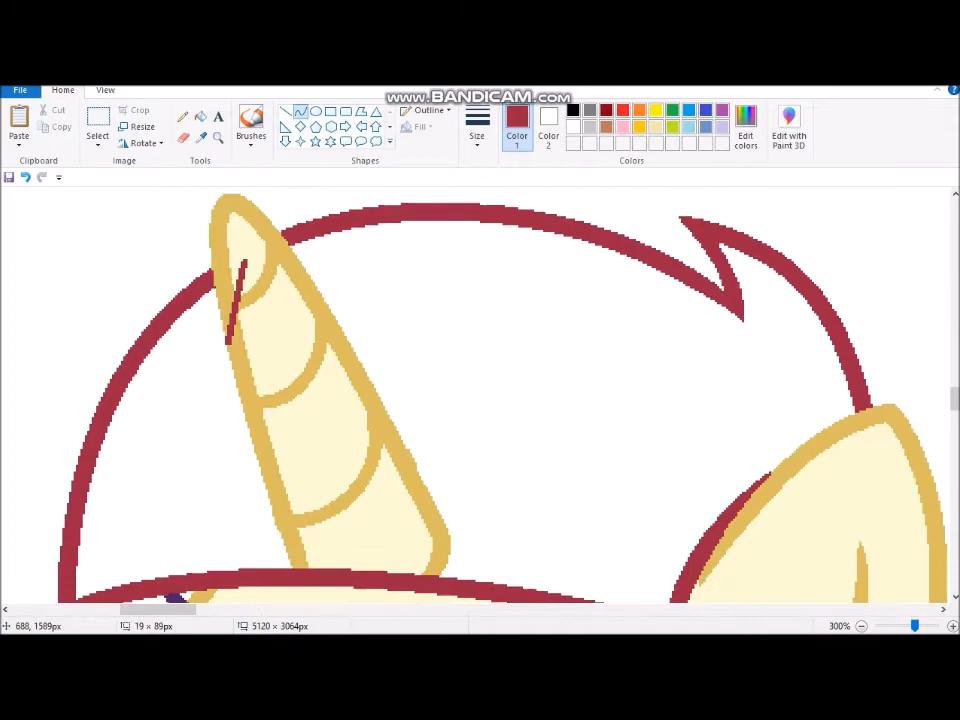 www.BANDICAM.com
File Home View
Paste Cut Copy Clipboard
Select Crop Resize Rotate Image
A Tools
Brushes
Outline Fill Shapes
Size
Color 1
Color 2
Edit colors Colors
Edit with Paint 3D
688, 1589px 19 × 89px 5120 × 3064px 300%